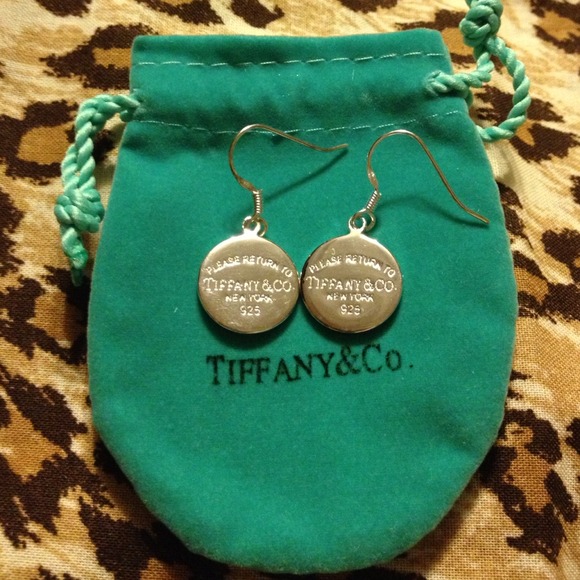 PLEASE RETURN TO
TIFFANY & CO.
NEW YORK
925
PLEASE RETURN TO
TIFFANY & CO.
NEW YORK
925
TIFFANY & CO.